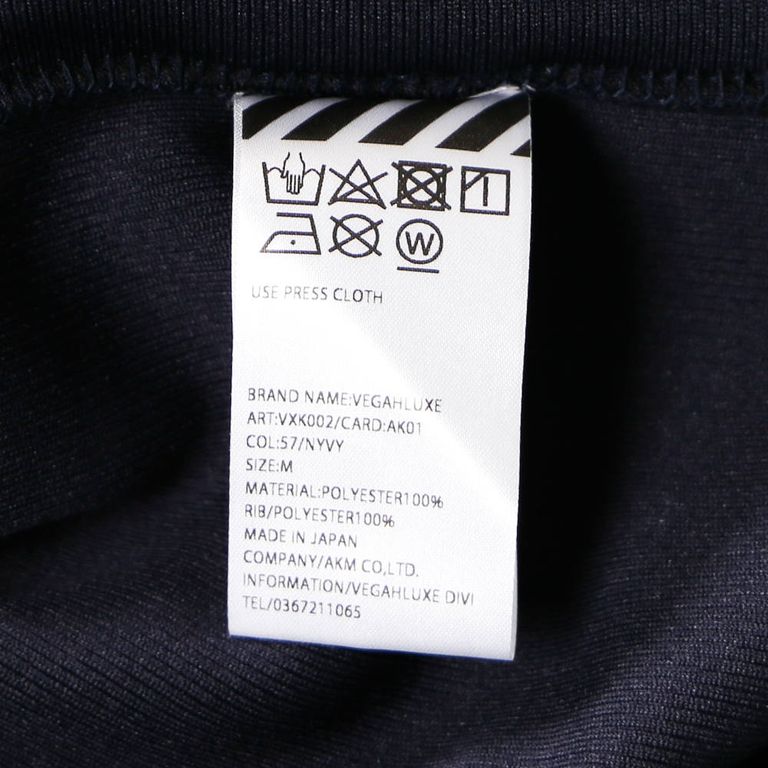 W
USE PRESS CLOTH
BRAND NAME:VEGAHLUXE
ART:VXK002/CARD:AK01
COL:57/NYVY
SIZE:M
MATERIAL:POLYESTER100%
RIB/POLYESTER100%
MADE IN JAPAN
COMPANY/AKM CO,LTD.
INFORMATION/VEGAHLUXE DIVI
TEL/0367211065